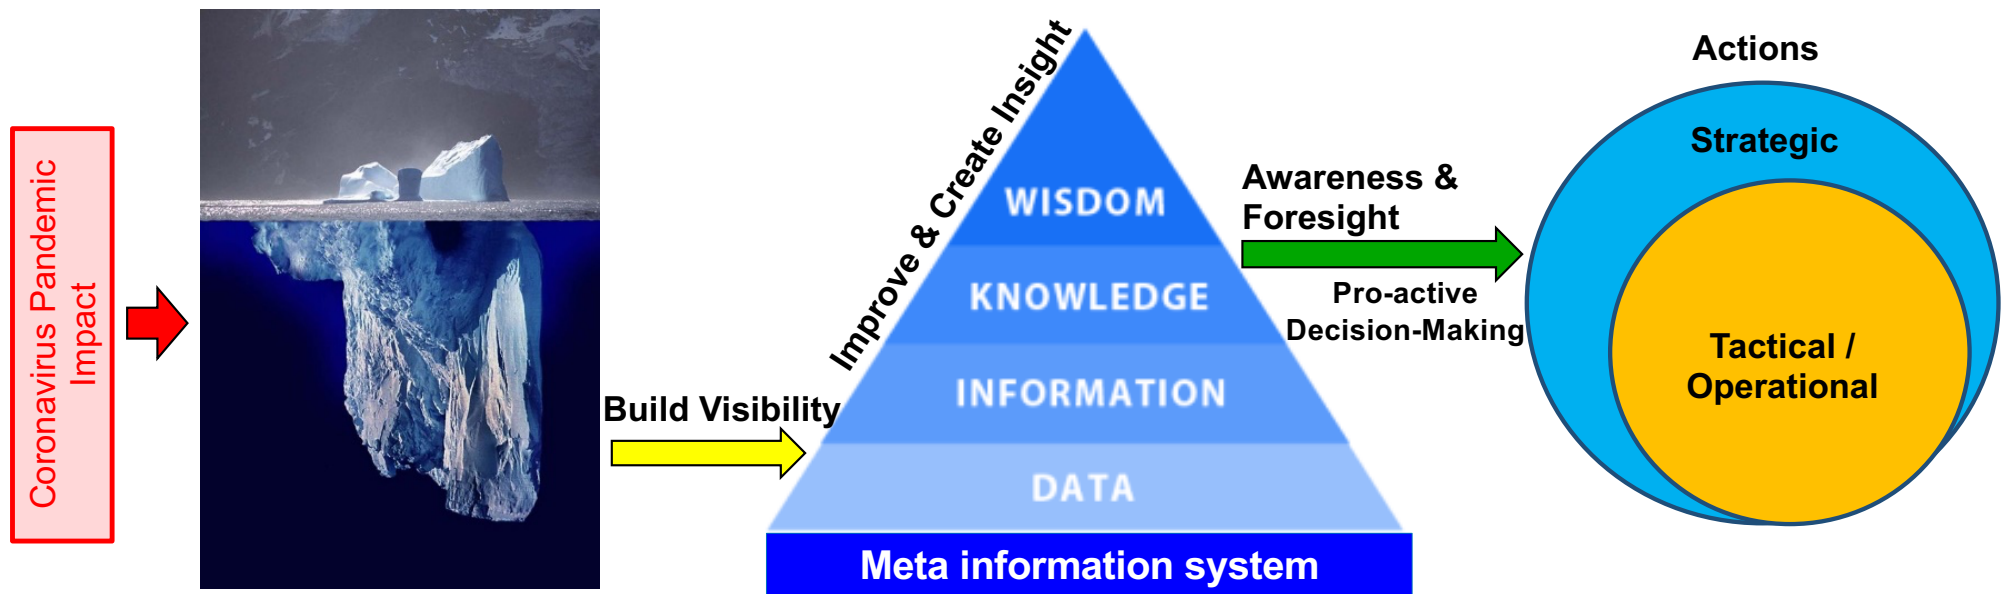 Coronavirus Pandemic
Impact
Build Visibility
Improve & Create Insight
WISDOM
KNOWLEDGE
INFORMATION
DATA
Meta information system
Awareness &
Foresight
Pro-active
Decision-Making
Actions
Strategic
Tactical /
Operational